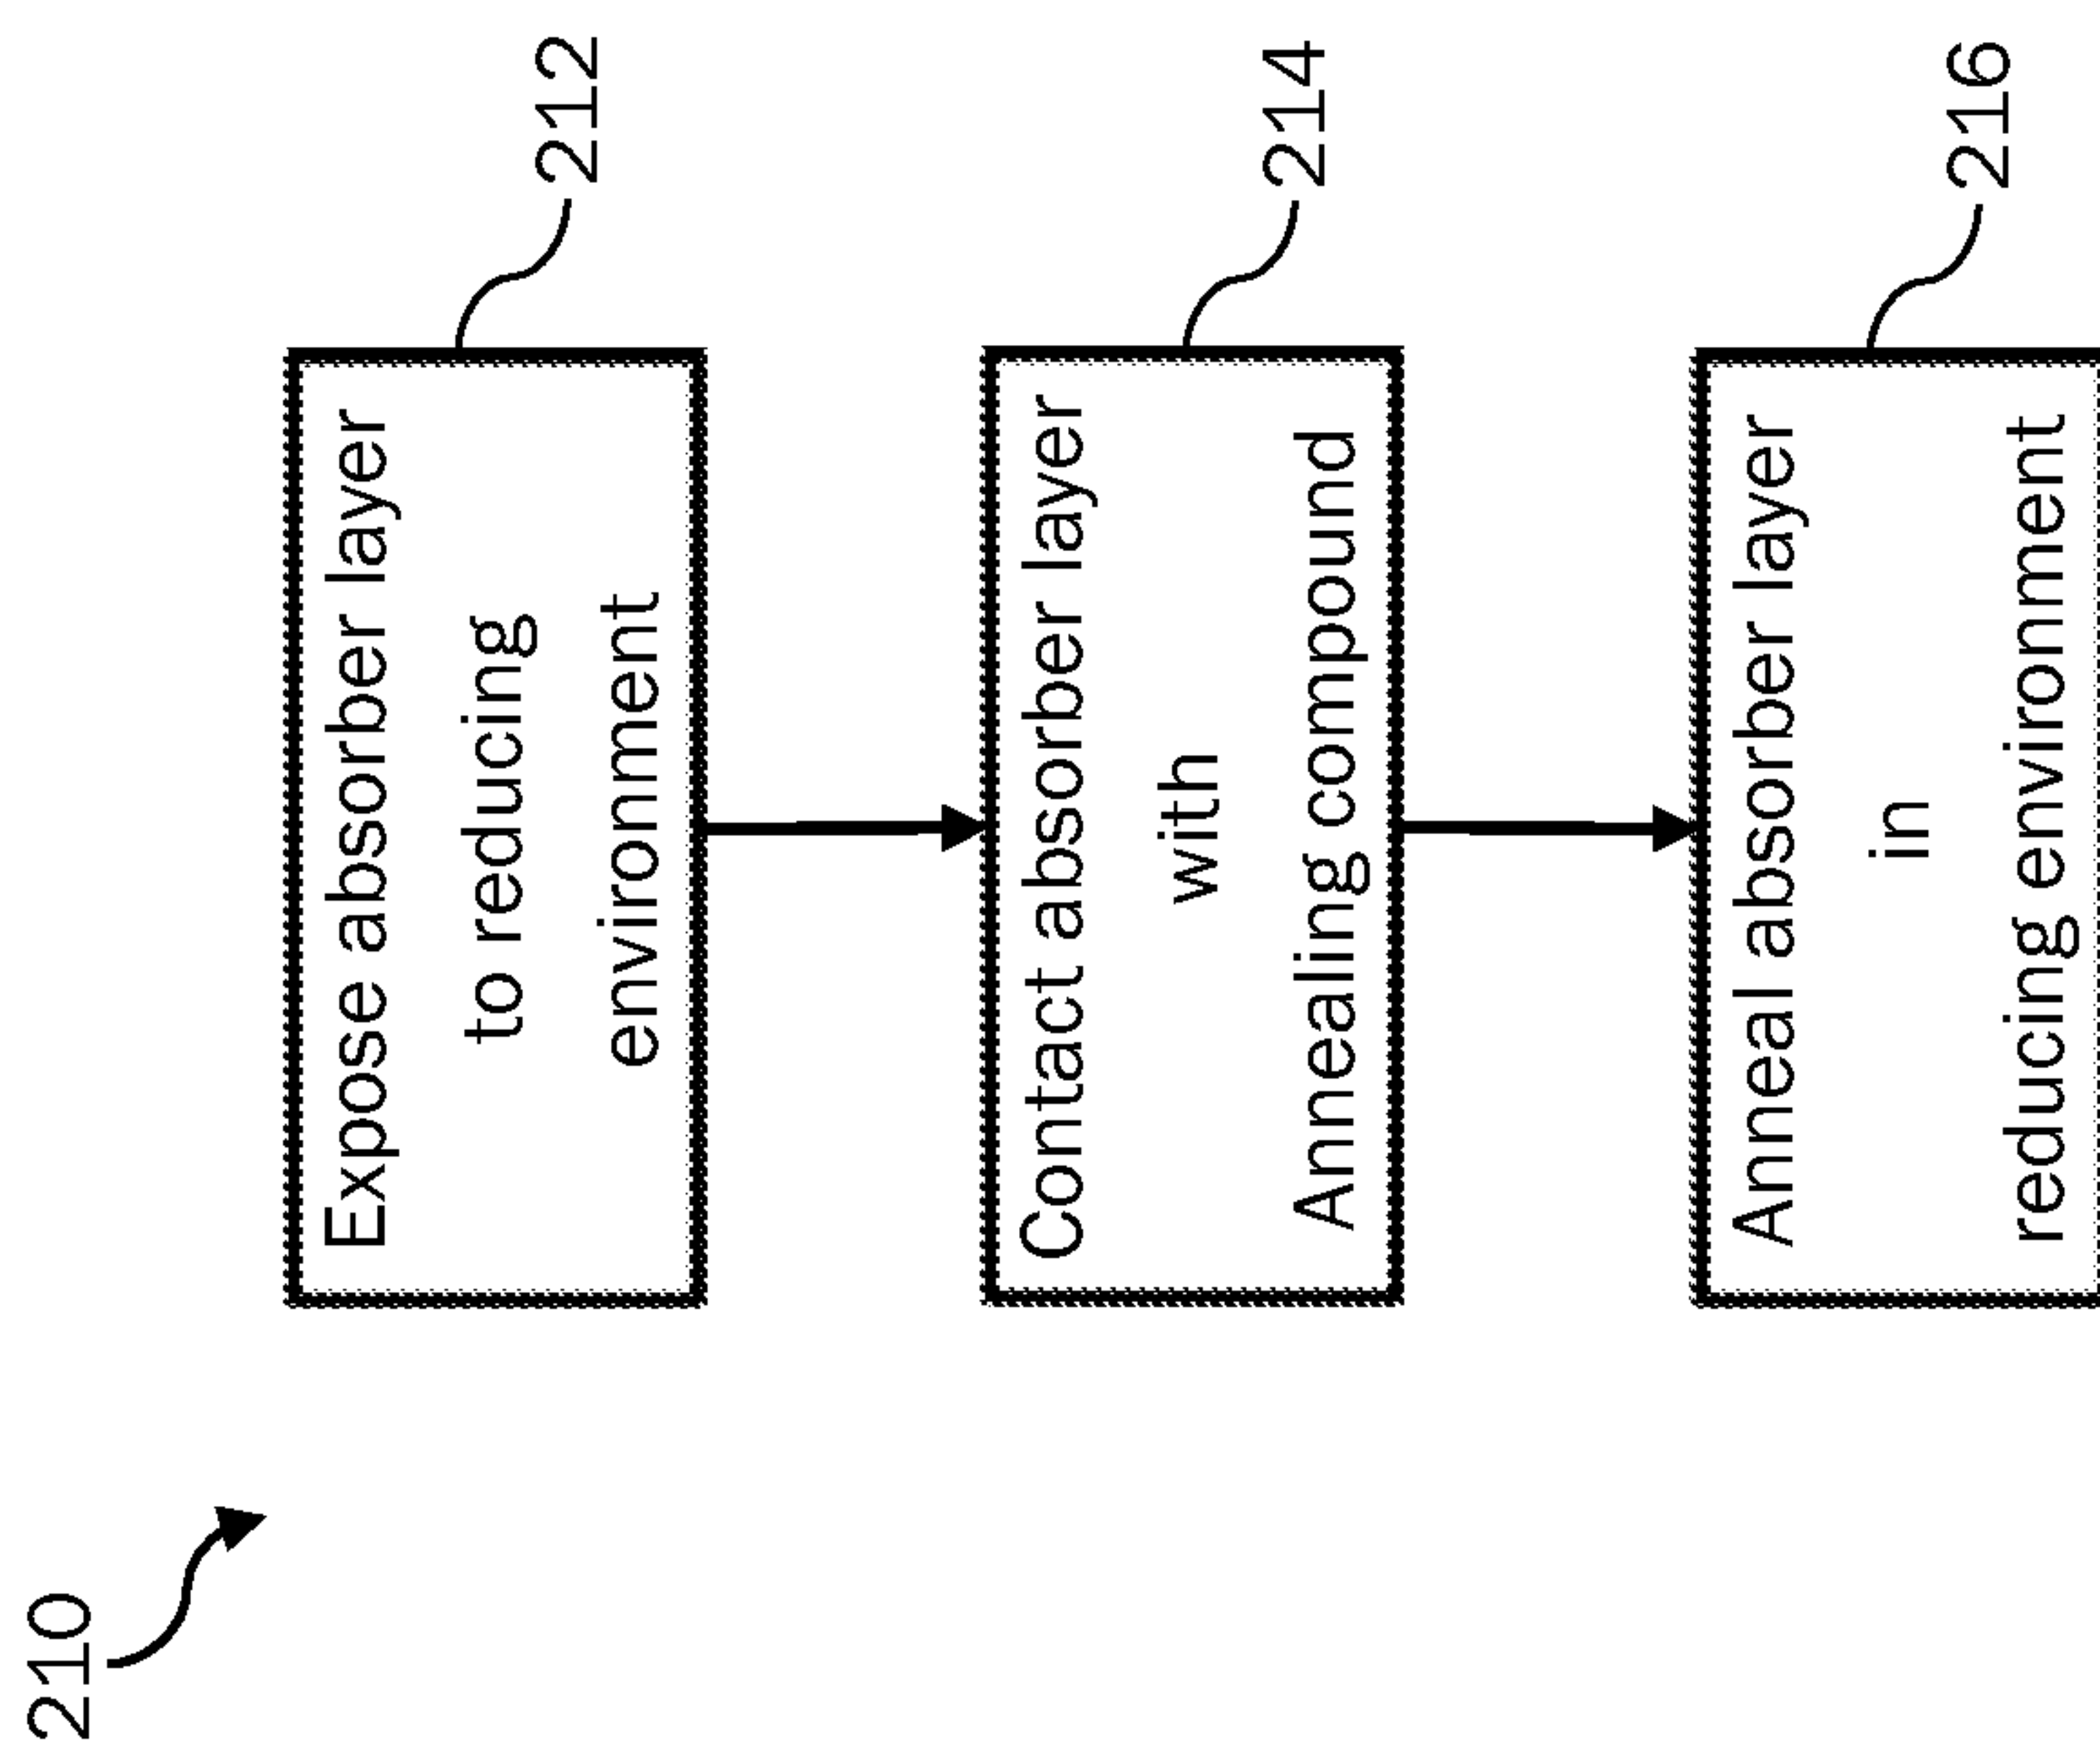 210
Expose absorber layer
to reducing
environment
212
Contact absorber layer
with
Annealing compound
214
Anneal absorber layer
in
reducing environment
216